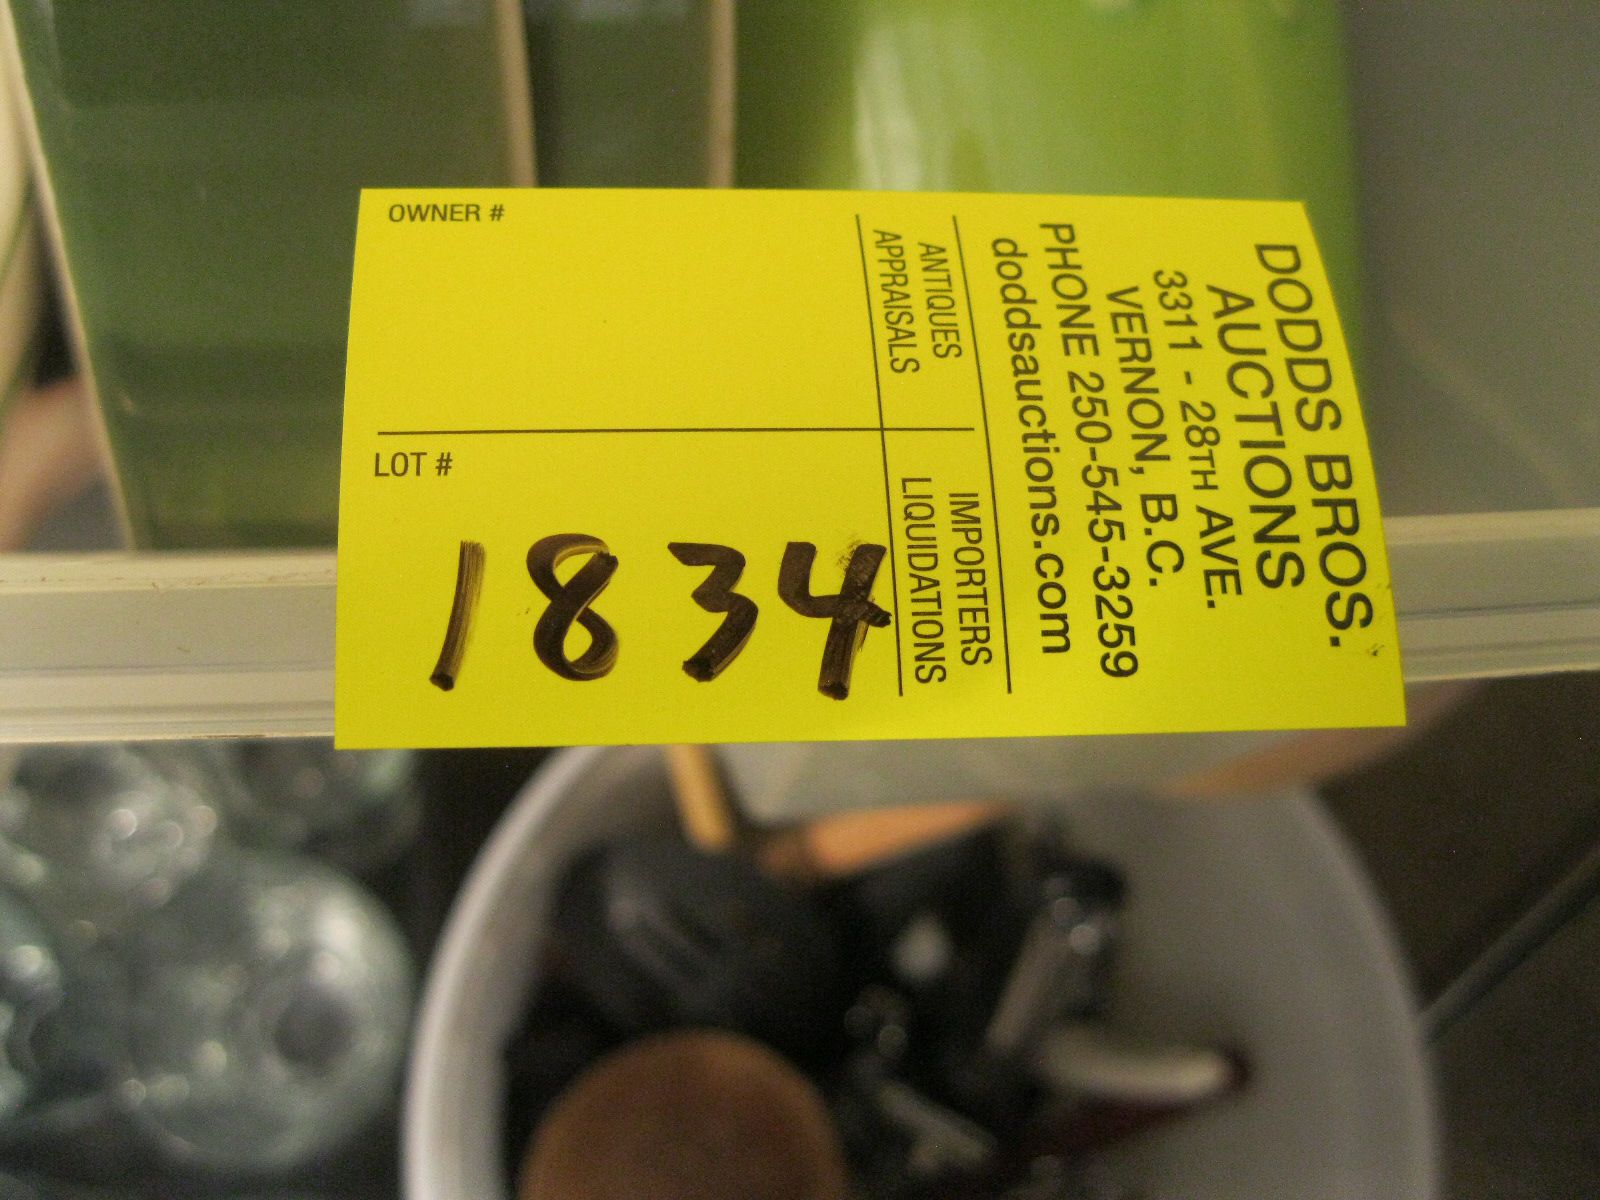 OWNER #
LOT #
1834
DODDS BROS.
AUCTIONS
3311 - 28TH AVE.
VERNON, B.C.
PHONE 250-545-3259
doddsauctions.com
ANTIQUES
APPRAISALS
IMPORTERS
LIQUIDATIONS